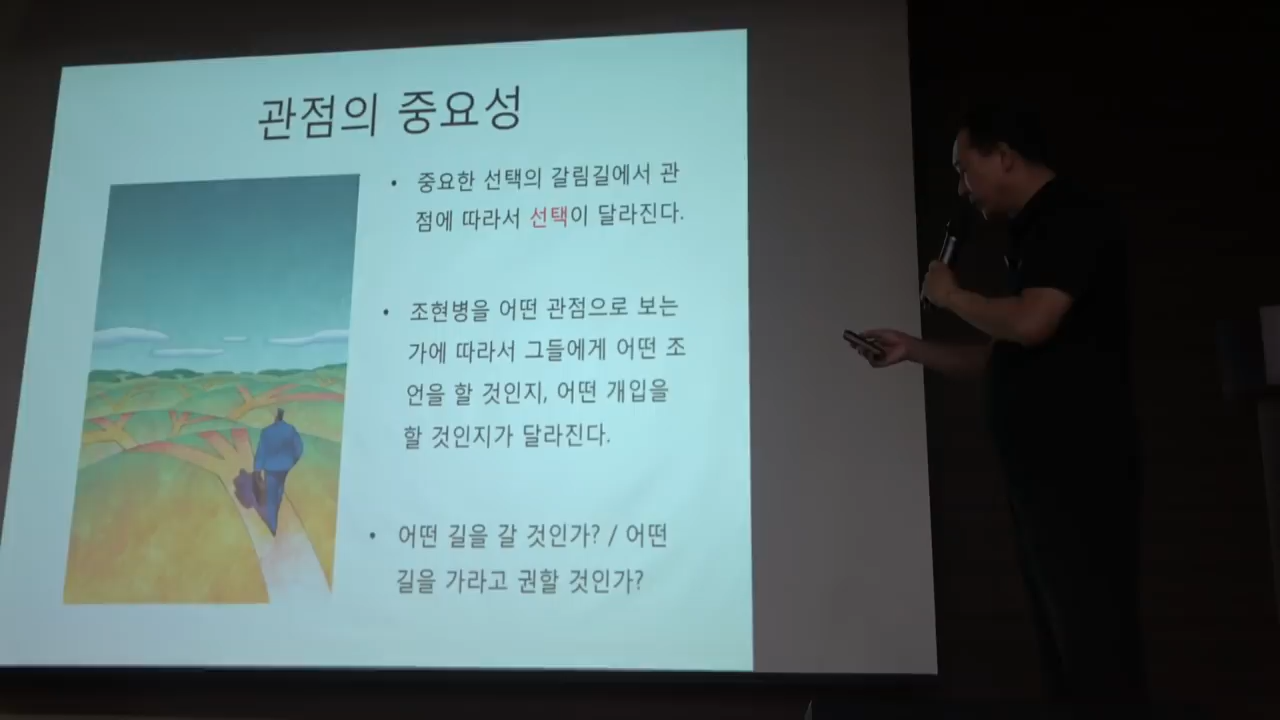 관점의 중요성
• 중요한 선택의 갈림길에서 관
점에 따라서 선택이 달라진다.
• 조현병을 어떤 관점으로 보는
가에 따라서 그들에게 어떤 조
언을 할 것인지, 어떤 개입을
할 것인지가 달라진다.
• 어떤 길을 갈 것인가? / 어떤
길을 가라고 권할 것인가?